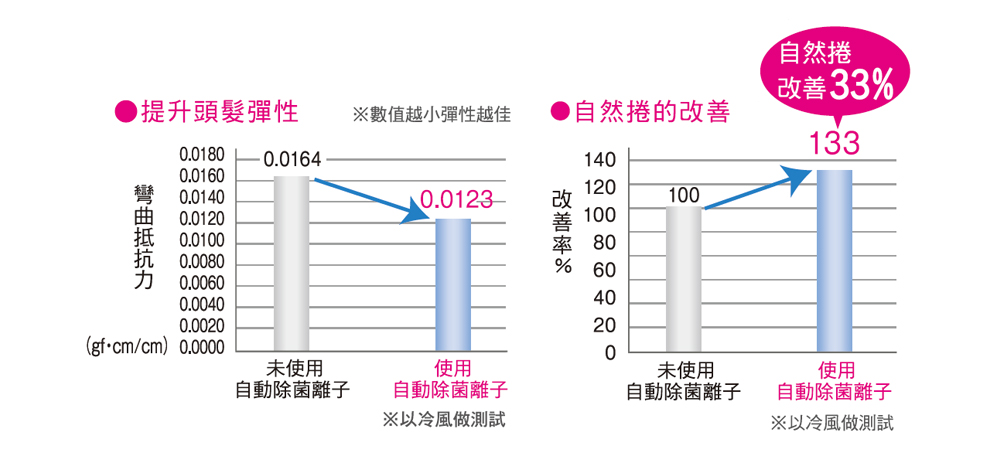 ●提升頭髮彈性
※數值越小彈性越佳
彎曲抵抗力
(gf·cm/cm)
0.0180
0.0160
0.0140
0.0120
0.0100
0.0080
0.0060
0.0040
0.0020
0.0000
0.0164
0.0123
未使用
自動除菌離子
使用
自動除菌離子
※以冷風做測試
●自然捲的改善
自然捲
改善33%
133
改善率%
140
120
100
80
60
40
20
0
100
未使用
自動除菌離子
使用
自動除菌離子
※以冷風做測試